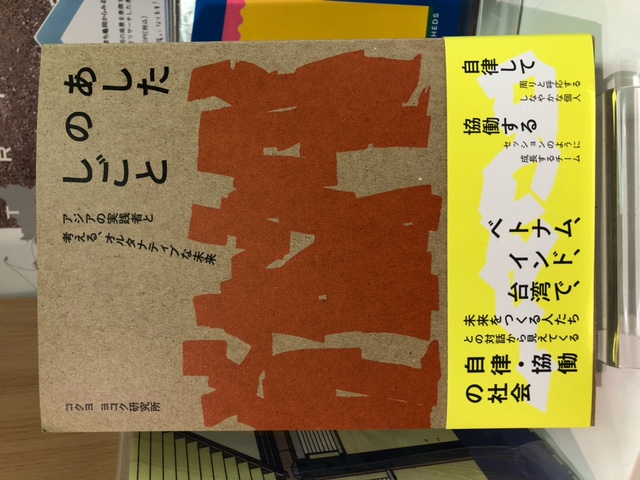 あした
の
しごと
アジアの実践者と
考える、オルタナティブな未来
コクヨ ヨコク研究所
自律して
周りと呼応する
しなやかな個人
協働する
セッションのように
成長するチーム
ベトナム、
インド、
台湾で、
未来をつくる人たち
との対話から見えてくる
自律・協働
の社会
HEDS